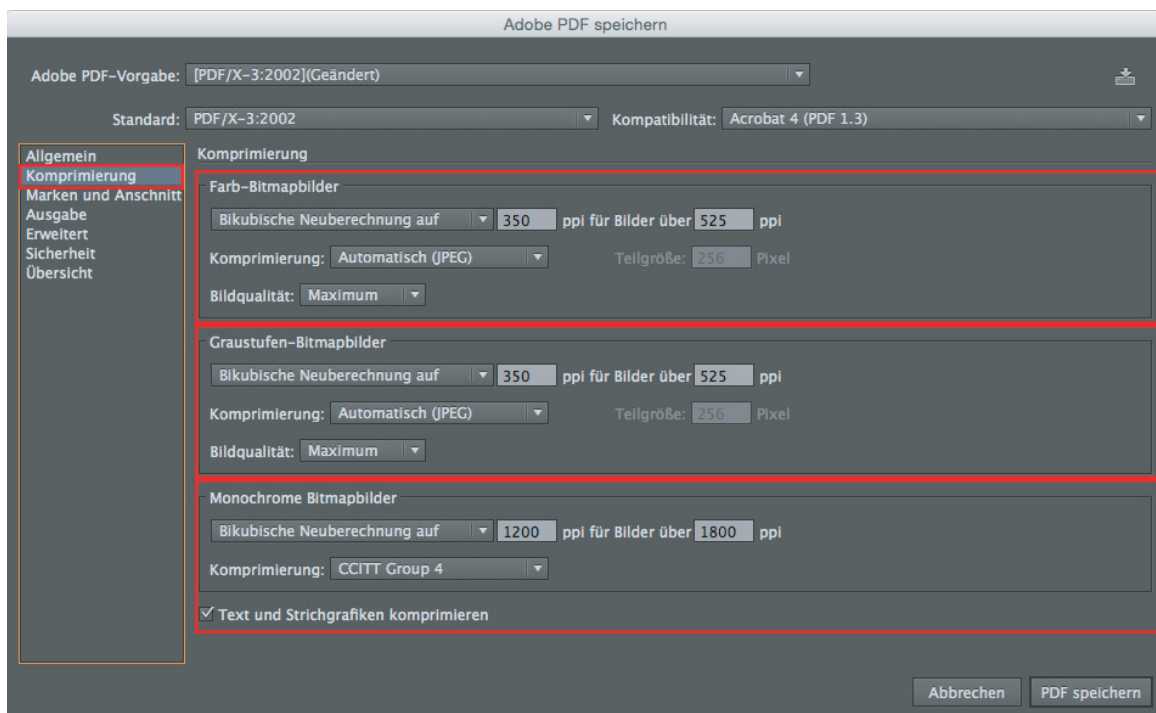 Adobe PDF speichern
Adobe PDF-Vorgabe: [PDF/X-3:2002](Geändert)
Standard: PDF/X-3:2002 Kompatibilität: Acrobat 4 (PDF 1.3)
Allgemein
Komprimierung
Marken und Anschnitt
Ausgabe
Erweitert
Sicherheit
Übersicht
Komprimierung
Farb-Bitmapbilder
Bikubische Neuberechnung auf 350 ppi für Bilder über 525 ppi
Komprimierung: Automatisch (JPEG) Teilgröße: 256 Pixel
Bildqualität: Maximum
Graustufen-Bitmapbilder
Bikubische Neuberechnung auf 350 ppi für Bilder über 525 ppi
Komprimierung: Automatisch (JPEG) Teilgröße: 256 Pixel
Bildqualität: Maximum
Monochrome Bitmapbilder
Bikubische Neuberechnung auf 1200 ppi für Bilder über 1800 ppi
Komprimierung: CCITT Group 4
Text und Strichgrafiken komprimieren
Abbrechen PDF speichern